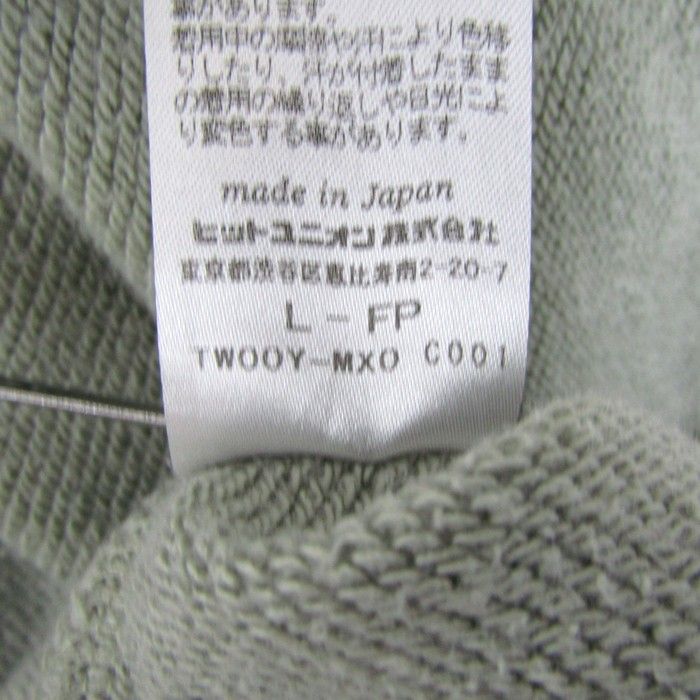 事があります。
着用中の摩擦や汗により色移
りしたり、汗が付着したまま
の着用の繰り返しや日光によ
り変色する事があります。
made in Japan
ヒットユニオン株式会社
東京都渋谷区恵比寿南2-20-7
L-FP
TWOOY-MXO C001